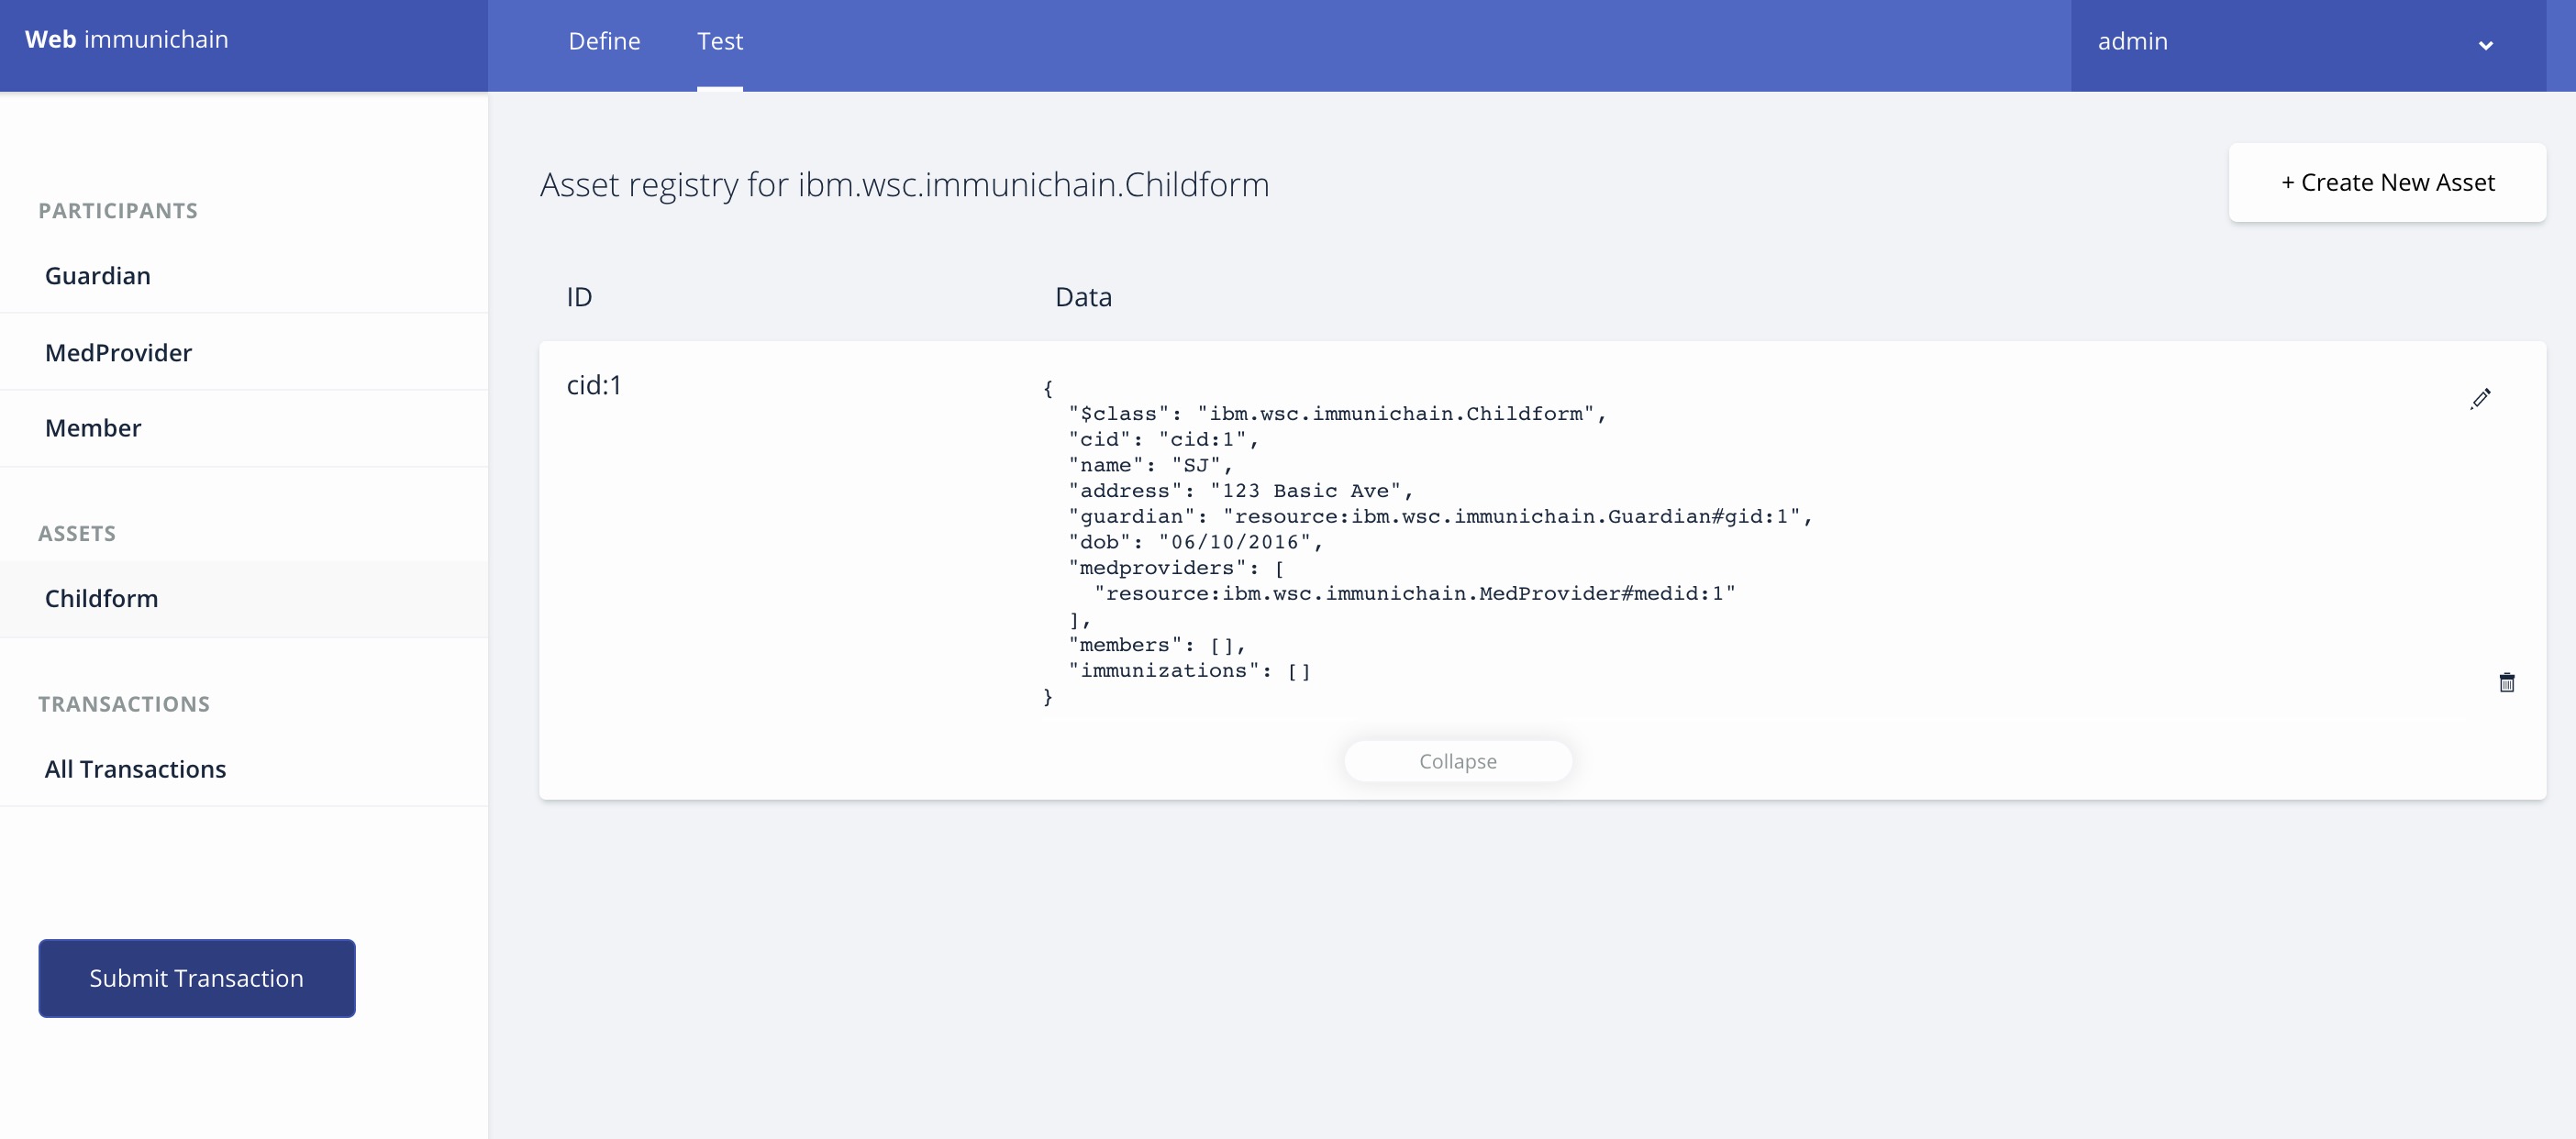 Web immunichain
Define
Test
admin
PARTICIPANTS
Guardian
MedProvider
Member
ASSETS
Childform
TRANSACTIONS
All Transactions
Submit Transaction
Asset registry for ibm.wsc.immunichain.Childform
+ Create New Asset
ID
Data
cid:1
{
  "$class": "ibm.wsc.immunichain.Childform",
  "cid": "cid:1",
  "name": "SJ",
  "address": "123 Basic Ave",
  "guardian": "resource:ibm.wsc.immunichain.Guardian#gid:1",
  "dob": "06/10/2016",
  "medproviders": [
    "resource:ibm.wsc.immunichain.MedProvider#medid:1"
  ],
  "members": [],
  "immunizations": []
}
Collapse